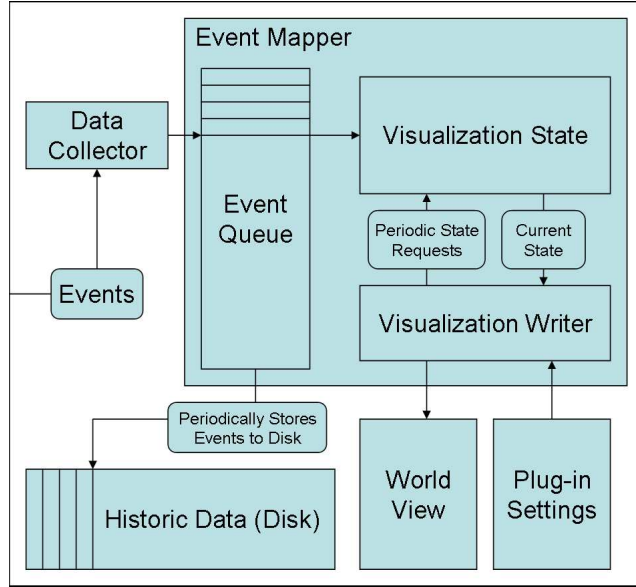 Event Mapper
Data
Collector
Visualization State
Event
Queue
Periodic State
Requests
Current
State
Events
Visualization Writer
Periodically Stores
Events to Disk
World
View
Plug-in
Settings
Historic Data (Disk)